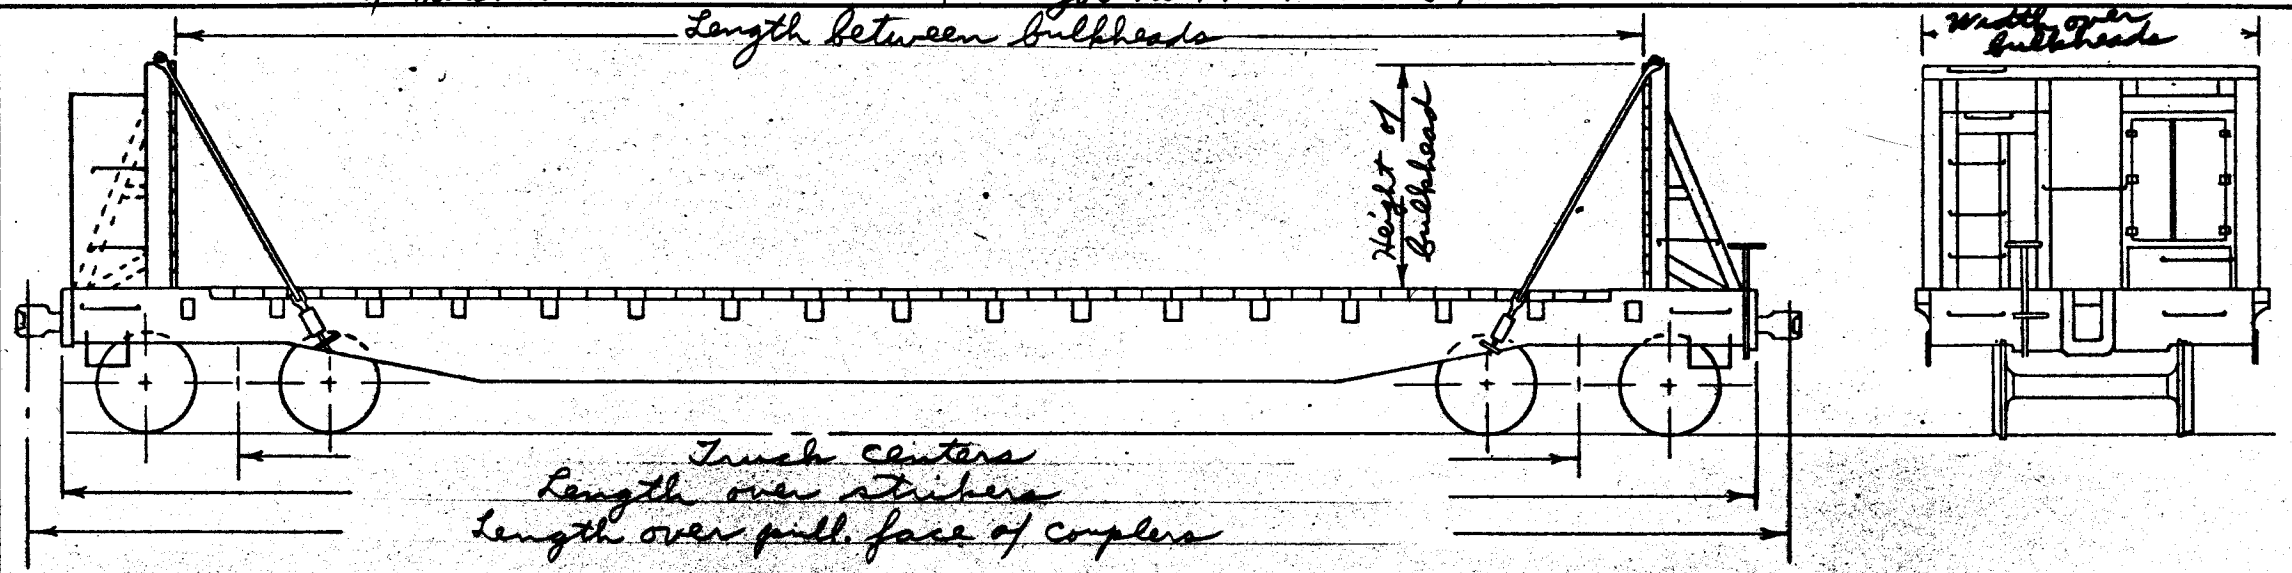 Length between bulkheads
Width over
bulkheads
Height of
bulkhead
Truck centers
Length over strikers
Length over pull. face of couplers